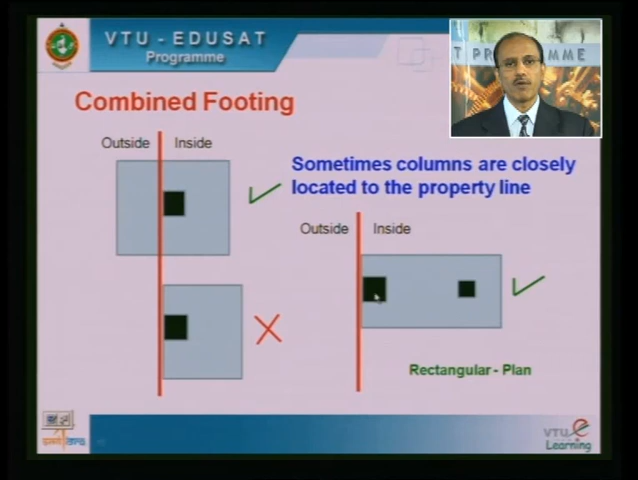 VTU - EDUSAT
Programme
T PROGRAMME
Combined Footing
Outside Inside
Sometimes columns are closely
located to the property line
Outside Inside
Rectangular - Plan
VTU e
Learning